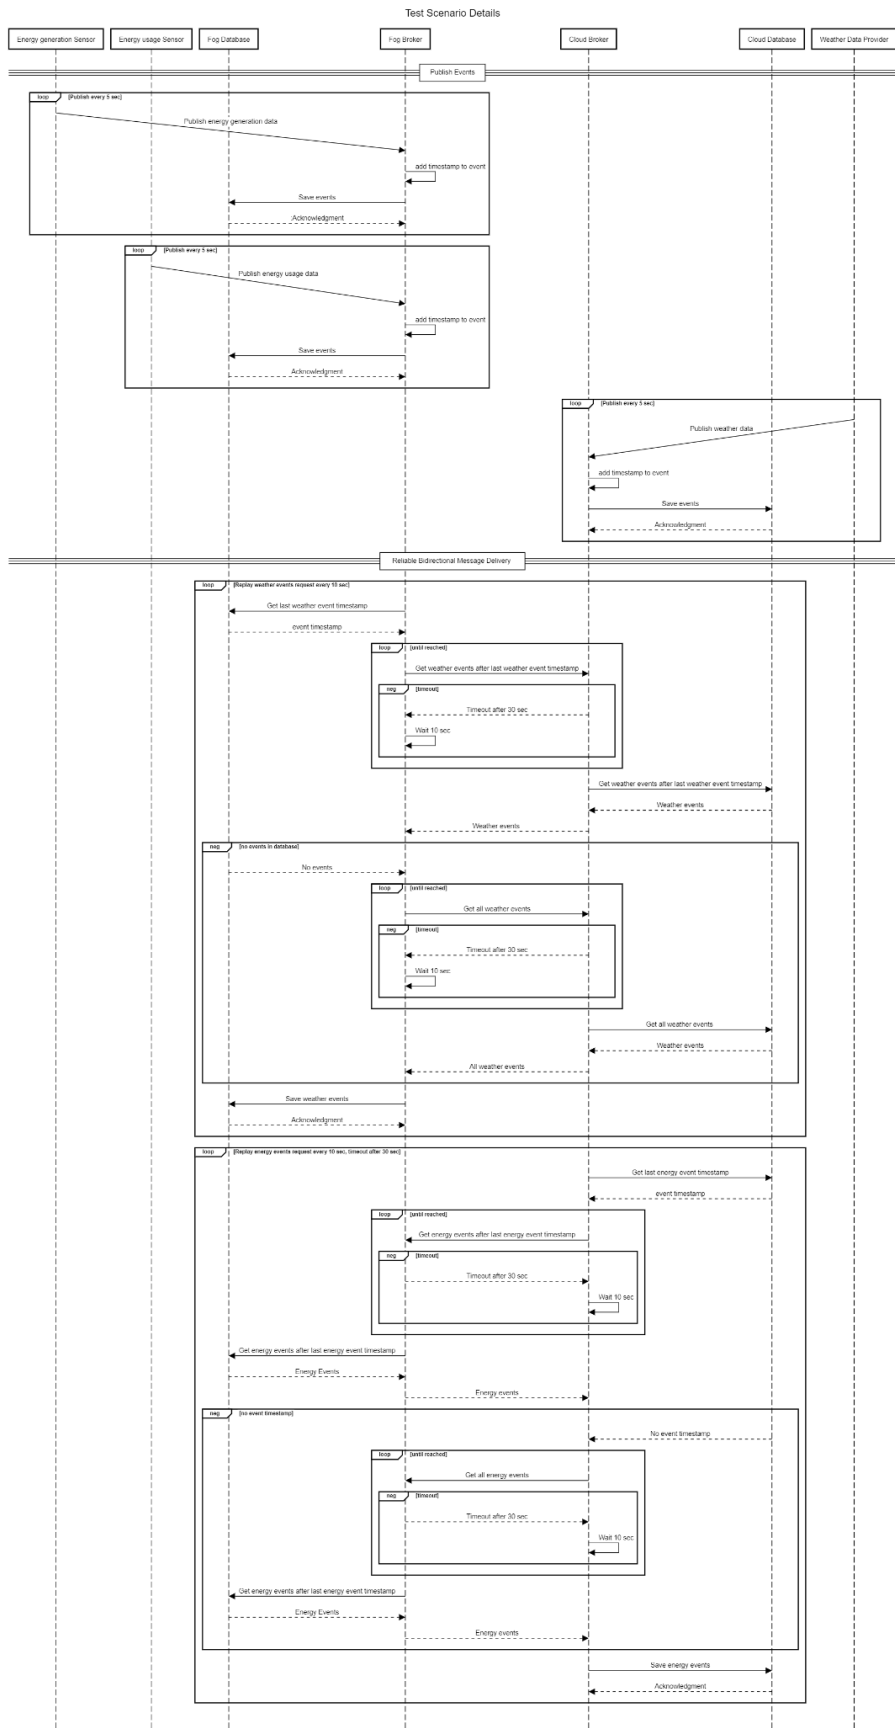 Test Scenario Details
Energy generation Sensor
Energy usage Sensor
Fog Database
Fog Broker
Cloud Broker
Cloud Database
Weather Data Provider
Publish Events
loop [Publish every 5 sec]
Publish energy generation data
add timestamp to event
Save events
:Acknowledgment
loop [Publish every 5 sec]
Publish energy usage data
add timestamp to event
Save events
Acknowledgment
loop [Publish every 5 sec]
Publish weather data
add timestamp to event
Save events
Acknowledgment
Reliable Bidirectional Message Delivery
loop [Replay weather events request every 10 sec]
Get last weather event timestamp
event timestamp
loop [until reached]
Get weather events after last weather event timestamp
neg [timeout]
Timeout after 30 sec
Wait 10 sec
Get weather events after last weather event timestamp
Weather events
Weather events
neg [no events in database]
No events
loop [until reached]
Get all weather events
neg [timeout]
Timeout after 30 sec
Wait 10 sec
Get all weather events
Weather events
All weather events
Save weather events
Acknowledgment
loop [Replay energy events request every 10 sec, timeout after 30 sec]
Get last energy event timestamp
event timestamp
loop [until reached]
Get energy events after last energy event timestamp
neg [timeout]
Timeout after 30 sec
Wait 10 sec
Get energy events after last energy event timestamp
Energy Events
Energy events
neg [no event timestamp]
No event timestamp
loop [until reached]
Get all energy events
neg [timeout]
Timeout after 30 sec
Wait 10 sec
Get energy events after last energy event timestamp
Energy Events
Energy events
Save energy events
Acknowledgment